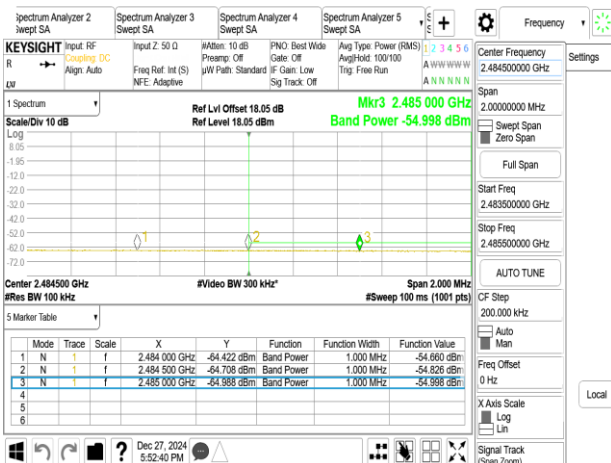 Spectrum Analyzer 2
Swept SA
Spectrum Analyzer 3
Swept SA
Spectrum Analyzer 4
Swept SA
Spectrum Analyzer 5
Swept SA
Frequency
KEYSIGHT
R
Input: RF
Coupling: DC
Align: Auto
Input Z: 50 Ω
Freq Ref: Int (S)
NFE: Adaptive
#Atten: 10 dB
Preamp: Off
µW Path: Standard
PNO: Best Wide
Gate: Off
IF Gain: Low
Sig Track: Off
Avg Type: Power (RMS)
Avg|Hold: 100/100
Trig: Free Run
1 2 3 4 5 6
A W W W W W
A N N N N N
1 Spectrum
Scale/Div 10 dB
Ref Lvl Offset 18.05 dB
Ref Level 18.05 dBm
Mkr3 2.485 000 GHz
Band Power -54.998 dBm
Log
8.05
-1.95
-12.0
-22.0
-32.0
-42.0
-52.0
-62.0
-72.0
1
2
3
Center 2.484500 GHz
#Res BW 100 kHz
#Video BW 300 kHz*
Span 2.000 MHz
#Sweep 100 ms (1001 pts)
5 Marker Table
Mode Trace Scale X Y Function Function Width Function Value
1 N 1 f 2.484 000 GHz -64.422 dBm Band Power 1.000 MHz -54.660 dBm
2 N 1 f 2.484 500 GHz -64.708 dBm Band Power 1.000 MHz -54.826 dBm
3 N 1 f 2.485 000 GHz -64.988 dBm Band Power 1.000 MHz -54.998 dBm
4
5
6
?
Dec 27, 2024
5:52:40 PM
Center Frequency
2.484500000 GHz
Span
2.00000000 MHz
Swept Span
Zero Span
Full Span
Start Freq
2.483500000 GHz
Stop Freq
2.485500000 GHz
AUTO TUNE
CF Step
200.000 kHz
Auto
Man
Freq Offset
0 Hz
X Axis Scale
Log
Lin
Signal Track
(Span Zoom)
Settings
Local